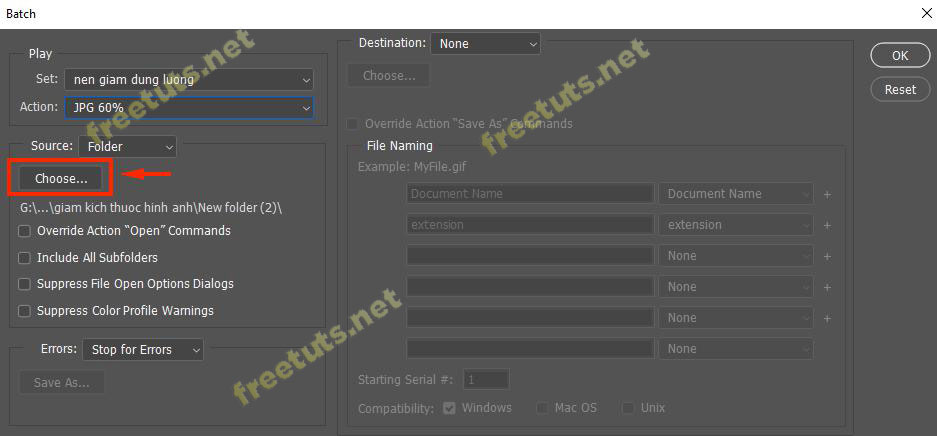 Batch
Play
Set: nen giam dung luong
Action: JPG 60%
Source: Folder
Choose...
G:\...\giam kich thuoc hinh anh\New folder (2)\
Override Action “Open” Commands
Include All Subfolders
Suppress File Open Options Dialogs
Suppress Color Profile Warnings
Errors: Stop for Errors
Save As...
Destination: None
Choose...
Override Action “Save As” Commands
File Naming
Example: MyFile.gif
Document Name Document Name +
extension extension +
None +
None +
None +
None
Starting Serial #: 1
Compatibility: Windows Mac OS Unix
OK
Reset
freetuts.net
freetuts.net
freetuts.net